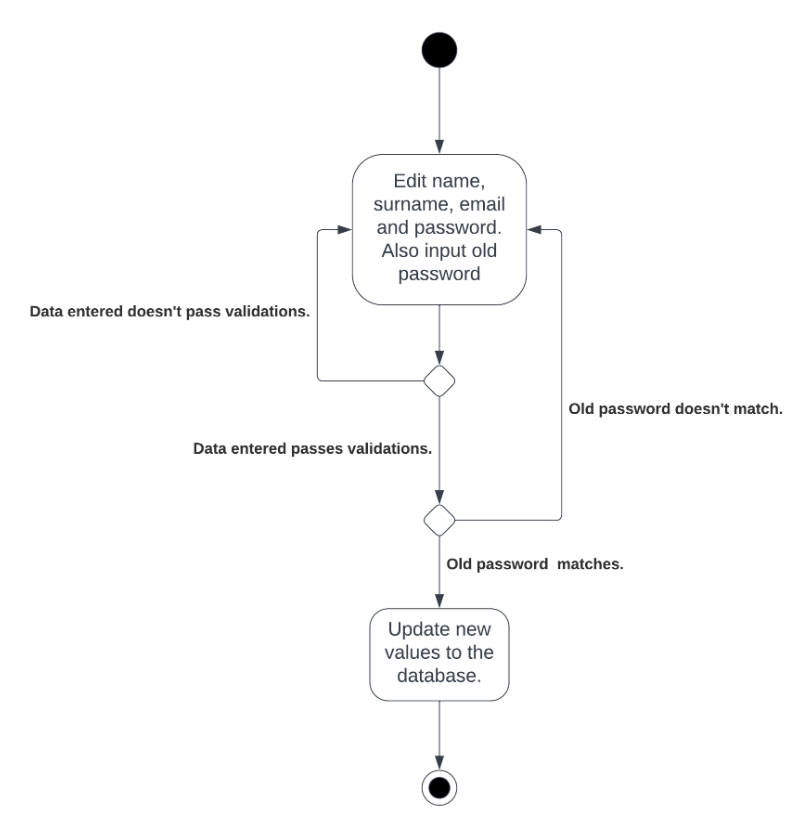 Edit name,
surname, email
and password.
Also input old
password
Data entered doesn't pass validations.
Old password doesn't match.
Data entered passes validations.
Old password  matches.
Update new
values to the
database.